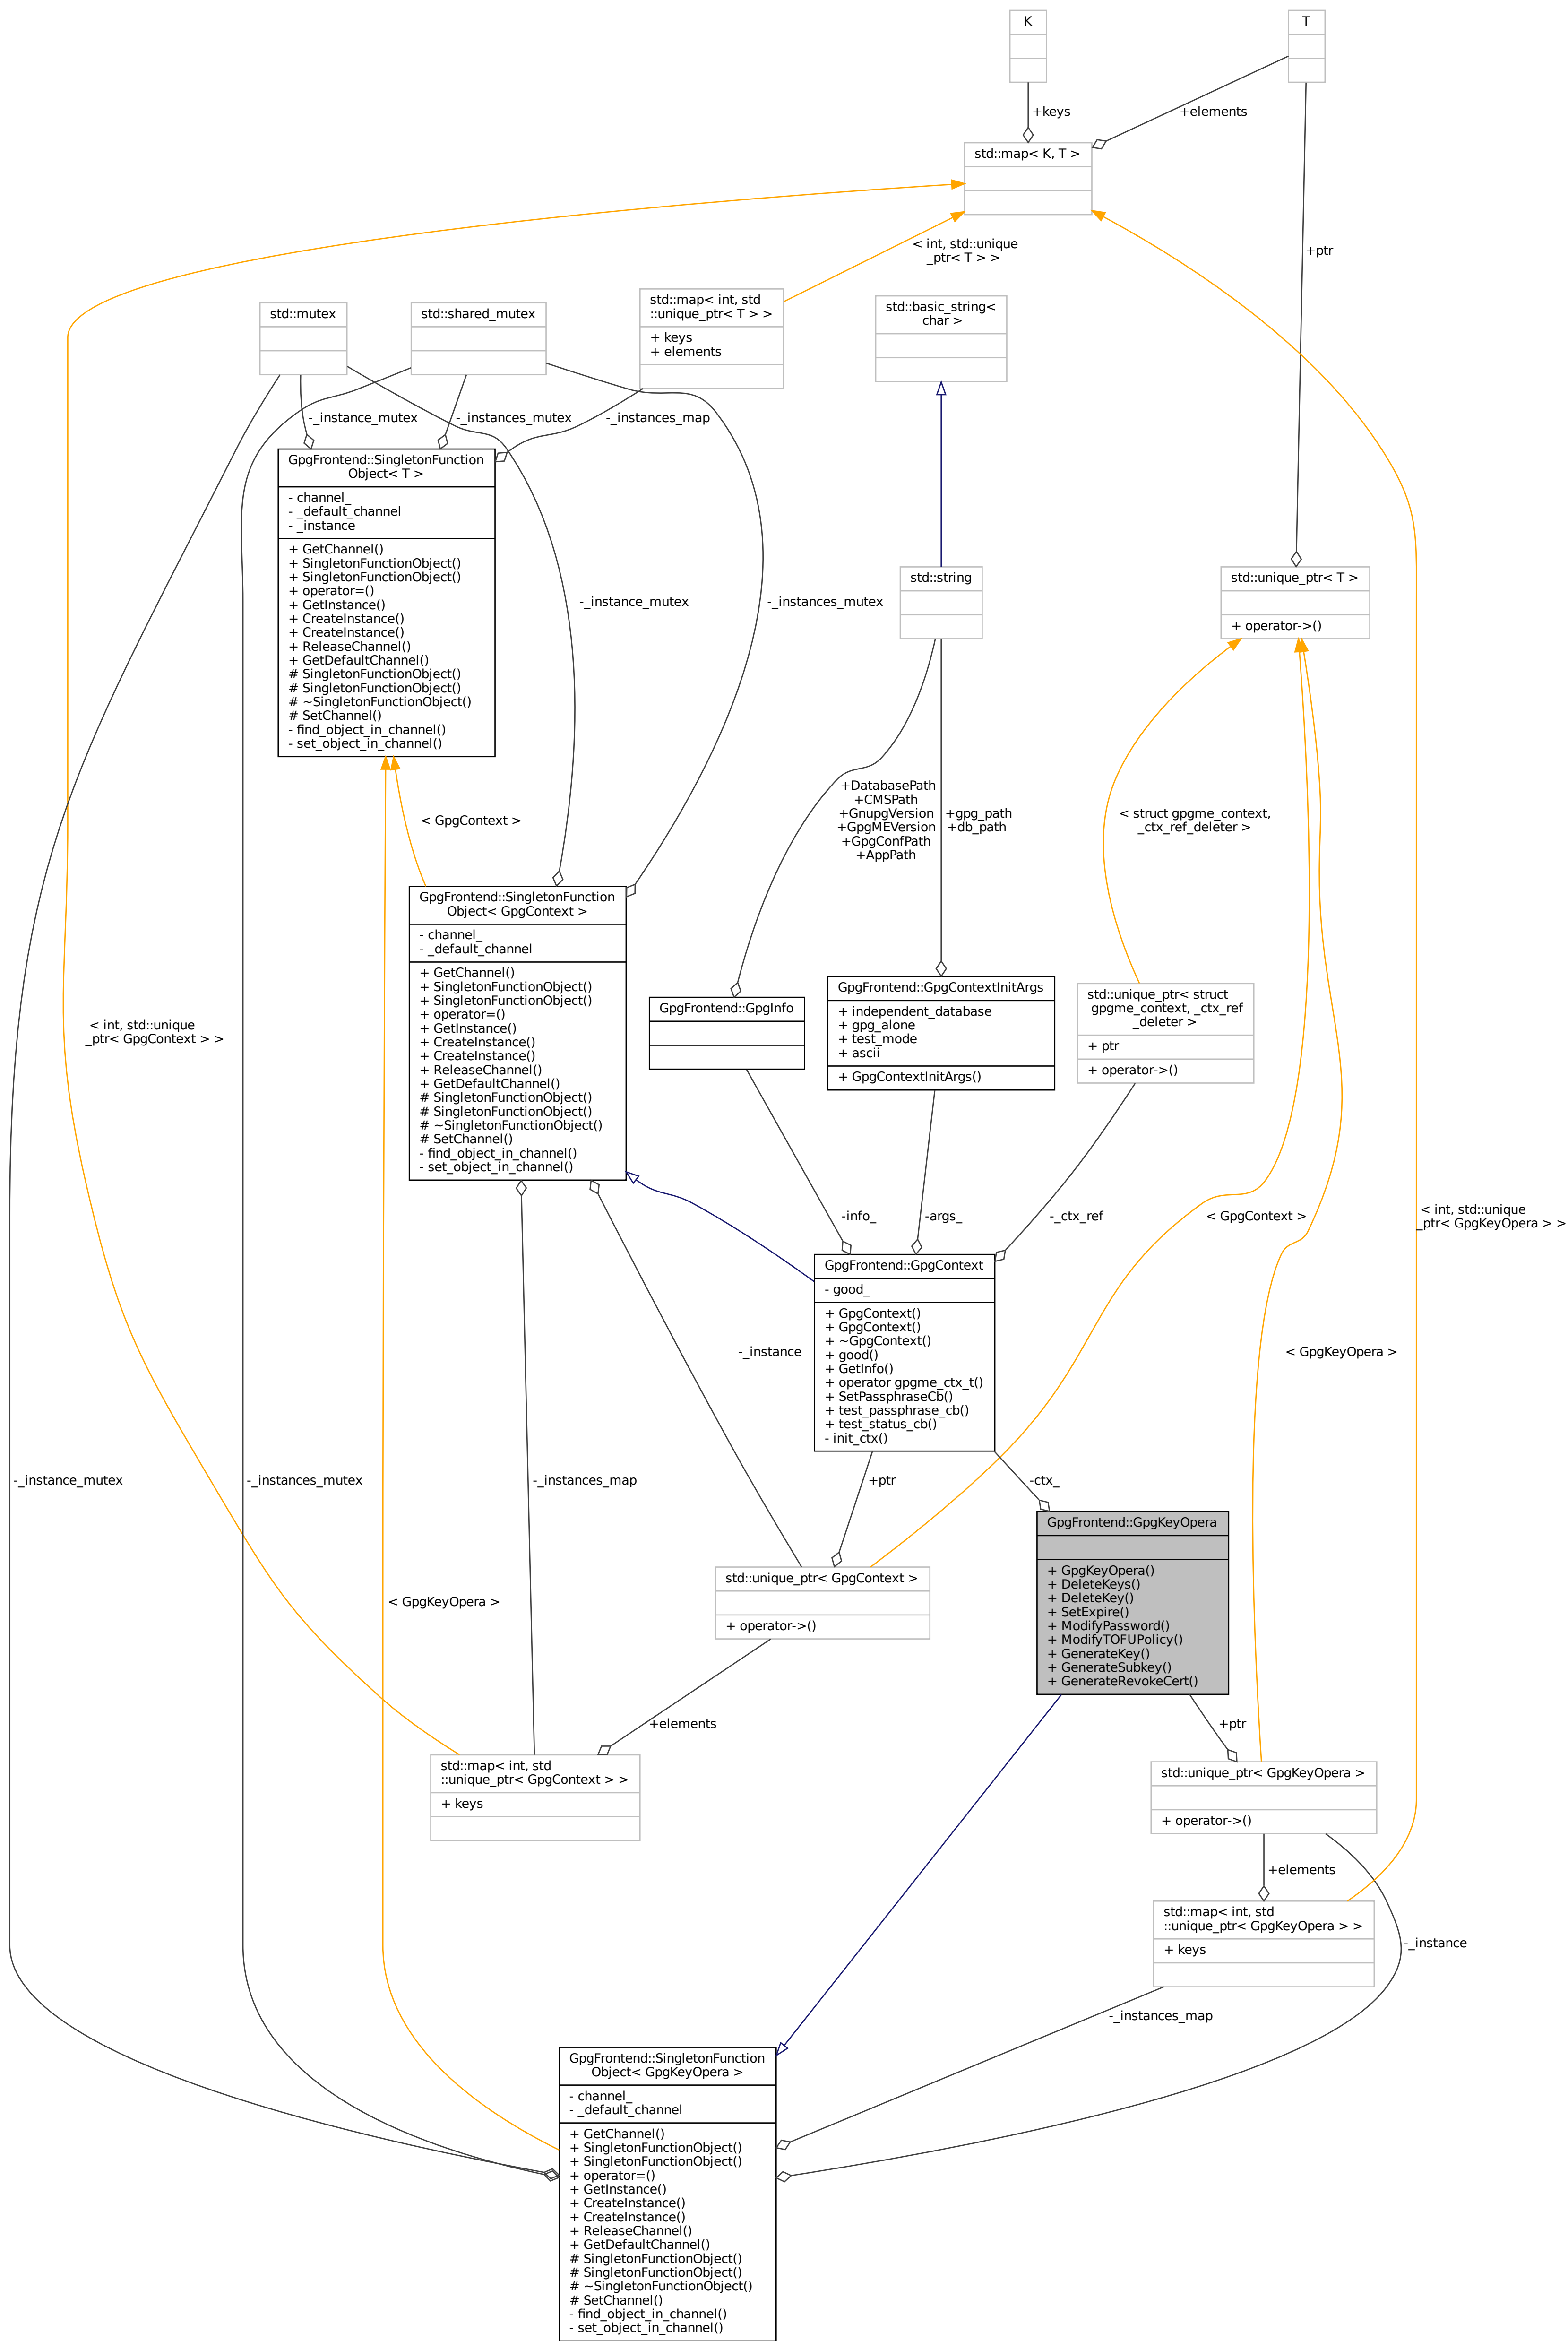 K
T
+keys
+elements
std::map< K, T >
+ptr
< int, std::unique
_ptr< T > >
std::mutex
std::shared_mutex
std::map< int, std
::unique_ptr< T > >
+ keys
+ elements
std::basic_string<
char >
-_instance_mutex
-_instances_mutex
-_instances_map
GpgFrontend::SingletonFunction
Object< T >
- channel_
- _default_channel
- _instance
+ GetChannel()
+ SingletonFunctionObject()
+ SingletonFunctionObject()
+ operator=()
+ GetInstance()
+ CreateInstance()
+ CreateInstance()
+ ReleaseChannel()
+ GetDefaultChannel()
# SingletonFunctionObject()
# SingletonFunctionObject()
# ~SingletonFunctionObject()
# SetChannel()
- find_object_in_channel()
- set_object_in_channel()
-_instance_mutex
-_instances_mutex
std::string
std::unique_ptr< T >
+ operator->()
< GpgContext >
+DatabasePath
+CMSPath
+GnupgVersion
+GpgMEVersion
+GpgConfPath
+AppPath
+gpg_path
+db_path
< struct gpgme_context,
_ctx_ref_deleter >
GpgFrontend::SingletonFunction
Object< GpgContext >
- channel_
- _default_channel
+ GetChannel()
+ SingletonFunctionObject()
+ SingletonFunctionObject()
+ operator=()
+ GetInstance()
+ CreateInstance()
+ CreateInstance()
+ ReleaseChannel()
+ GetDefaultChannel()
# SingletonFunctionObject()
# SingletonFunctionObject()
# ~SingletonFunctionObject()
# SetChannel()
- find_object_in_channel()
- set_object_in_channel()
GpgFrontend::GpgInfo
GpgFrontend::GpgContextInitArgs
+ independent_database
+ gpg_alone
+ test_mode
+ ascii
+ GpgContextInitArgs()
std::unique_ptr< struct
gpgme_context, _ctx_ref
_deleter >
+ ptr
+ operator->()
< int, std::unique
_ptr< GpgContext > >
-info_
-args_
-_ctx_ref
< GpgContext >
< int, std::unique
_ptr< GpgKeyOpera > >
GpgFrontend::GpgContext
- good_
+ GpgContext()
+ GpgContext()
+ ~GpgContext()
+ good()
+ GetInfo()
+ operator gpgme_ctx_t()
+ SetPassphraseCb()
+ test_passphrase_cb()
+ test_status_cb()
- init_ctx()
-_instance
< GpgKeyOpera >
-_instance_mutex
-_instances_mutex
-_instances_map
+ptr
-ctx_
GpgFrontend::GpgKeyOpera
+ GpgKeyOpera()
+ DeleteKeys()
+ DeleteKey()
+ SetExpire()
+ ModifyPassword()
+ ModifyTOFUPolicy()
+ GenerateKey()
+ GenerateSubkey()
+ GenerateRevokeCert()
< GpgKeyOpera >
std::unique_ptr< GpgContext >
+ operator->()
+elements
+ptr
std::map< int, std
::unique_ptr< GpgContext > >
+ keys
std::unique_ptr< GpgKeyOpera >
+ operator->()
+elements
std::map< int, std
::unique_ptr< GpgKeyOpera > >
+ keys
-_instance
-_instances_map
GpgFrontend::SingletonFunction
Object< GpgKeyOpera >
- channel_
- _default_channel
+ GetChannel()
+ SingletonFunctionObject()
+ SingletonFunctionObject()
+ operator=()
+ GetInstance()
+ CreateInstance()
+ CreateInstance()
+ ReleaseChannel()
+ GetDefaultChannel()
# SingletonFunctionObject()
# SingletonFunctionObject()
# ~SingletonFunctionObject()
# SetChannel()
- find_object_in_channel()
- set_object_in_channel()